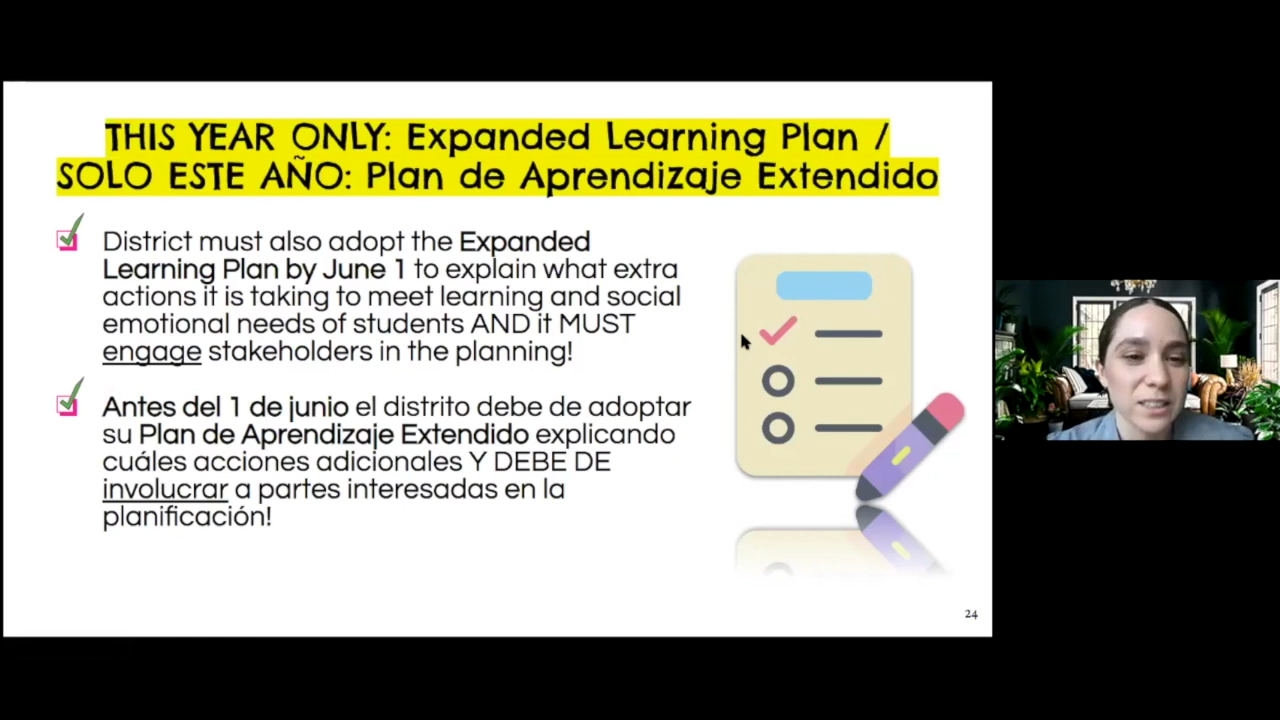 THIS YEAR ONLY: Expanded Learning Plan /
SOLO ESTE AÑO: Plan de Aprendizaje Extendido
District must also adopt the Expanded
Learning Plan by June 1 to explain what extra
actions it is taking to meet learning and social
emotional needs of students AND it MUST
engage stakeholders in the planning!
Antes del 1 de junio el distrito debe de adoptar
su Plan de Aprendizaje Extendido explicando
cuáles acciones adicionales Y DEBE DE
involucrar a partes interesadas en la
planificación!
24